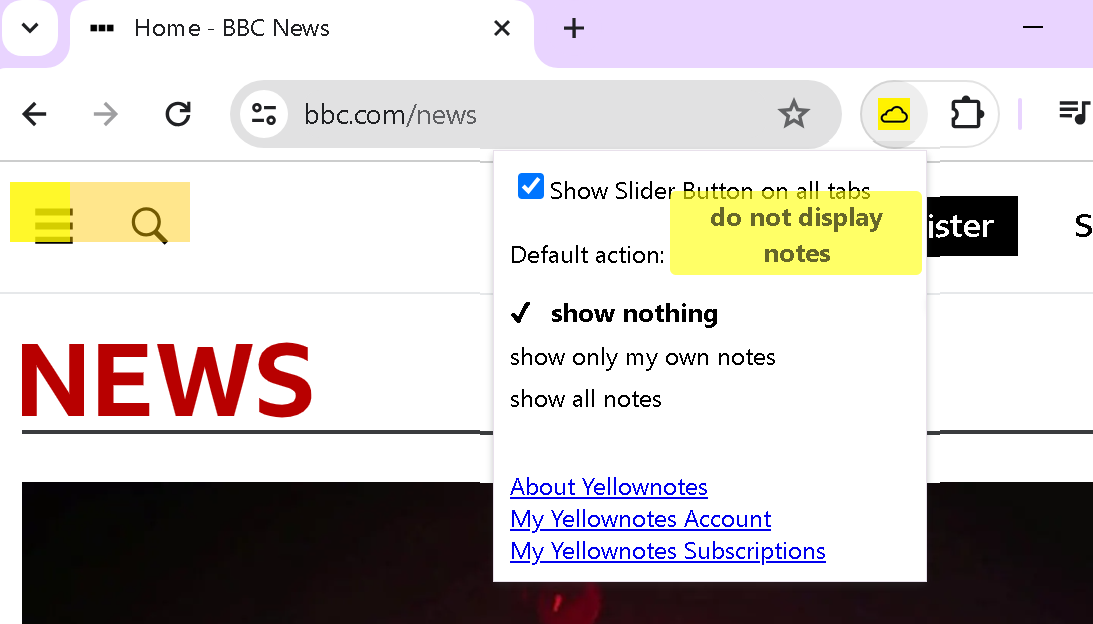 Home - BBC News
bbc.com/news
Show Slider Button on all tabs
do not display
notes
ister
S
Default action:
✓ show nothing
show only my own notes
show all notes
NEWS
About Yellownotes
My Yellownotes Account
My Yellownotes Subscriptions